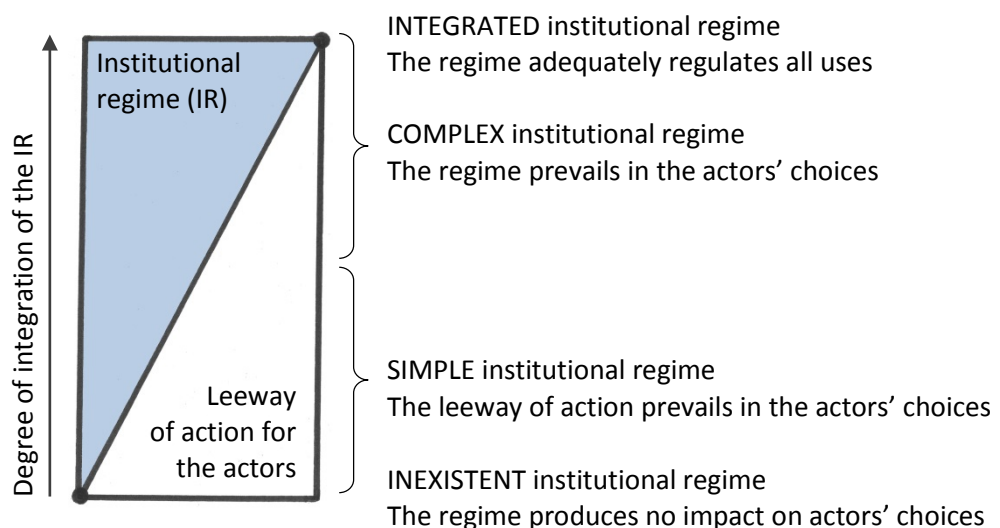 Degree of integration of the IR
Institutional
regime (IR)
Leeway
of action for
the actors
INTEGRATED institutional regime
The regime adequately regulates all uses
COMPLEX institutional regime
The regime prevails in the actors’ choices
SIMPLE institutional regime
The leeway of action prevails in the actors’ choices
INEXISTENT institutional regime
The regime produces no impact on actors’ choices